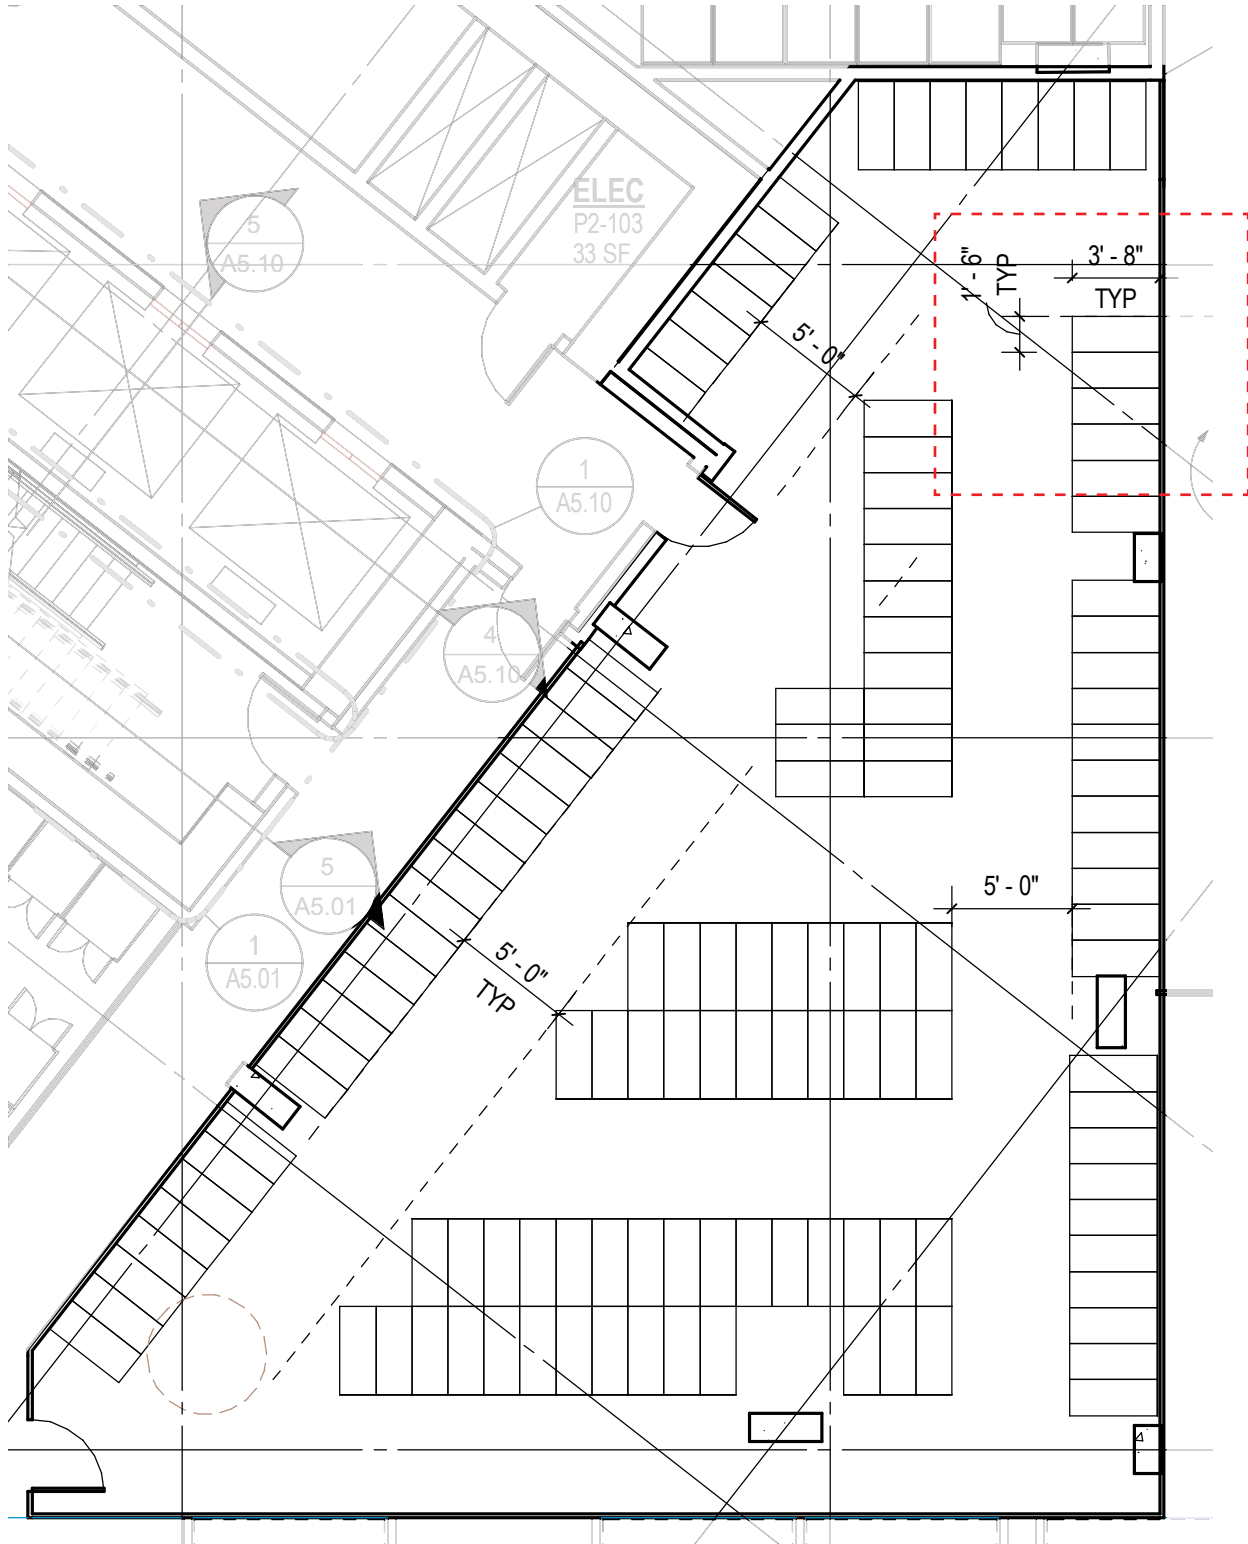 ELEC
P2-103
33 SF
5
A5.10
1' - 6"
TYP
3' - 8"
TYP
5' - 0"
1
A5.10
4
A5.10
5
A5.01
5' - 0"
1
A5.01
5' - 0"
TYP